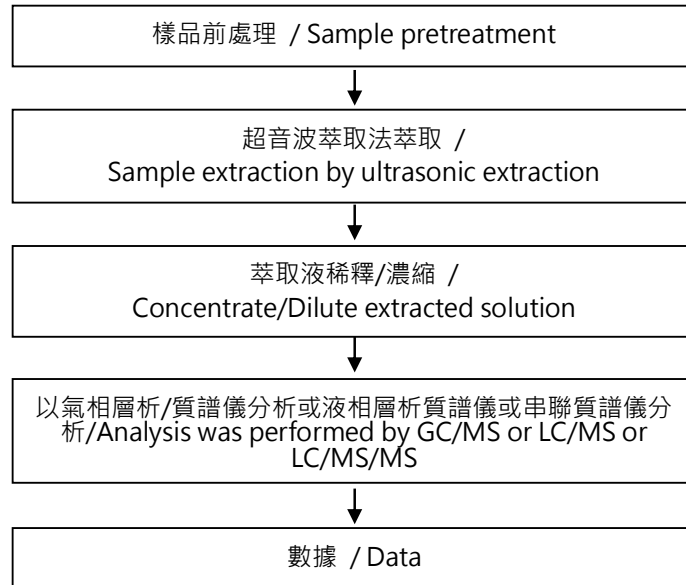 樣品前處理 / Sample pretreatment
超音波萃取法萃取 /
Sample extraction by ultrasonic extraction
萃取液稀釋/濃縮 /
Concentrate/Dilute extracted solution
以氣相層析/質譜儀分析或液相層析質譜儀或串聯質譜儀分
析/Analysis was performed by GC/MS or LC/MS or
LC/MS/MS
數據 / Data